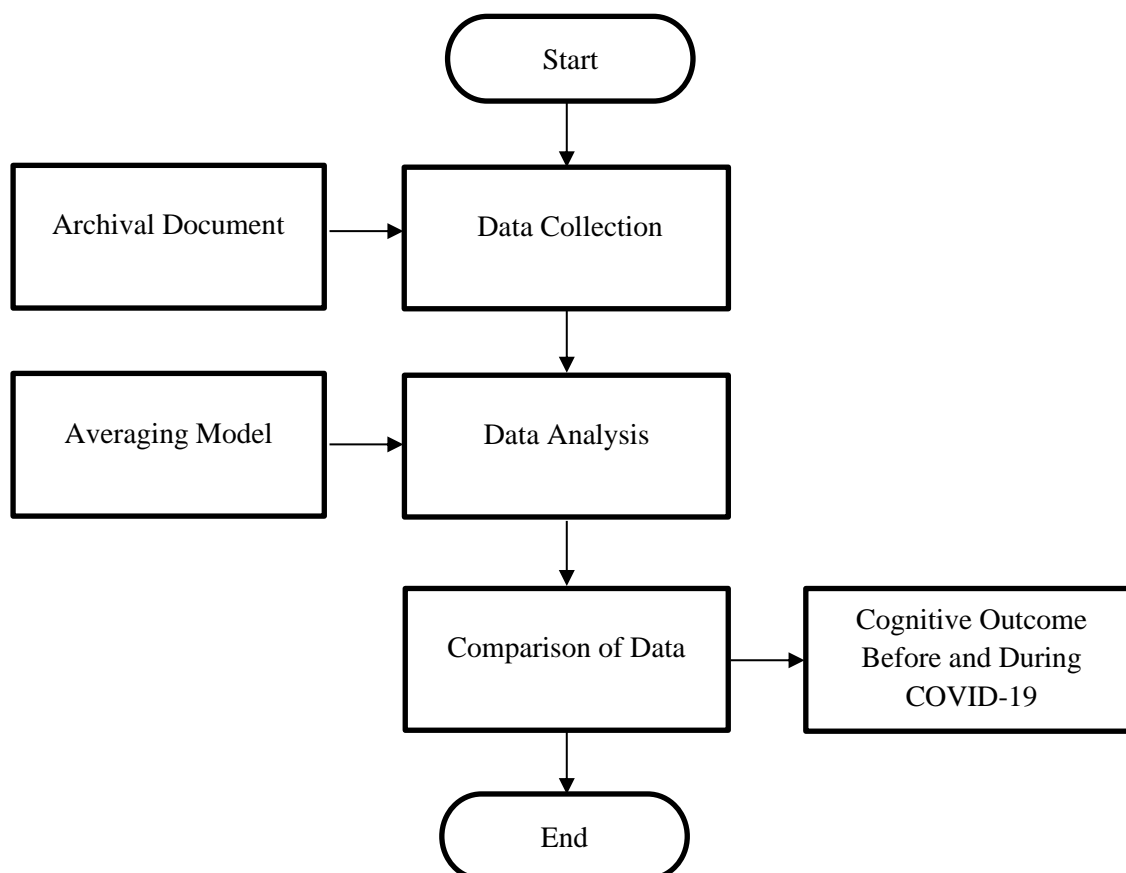 Start
Archival Document
Data Collection
Averaging Model
Data Analysis
Comparison of Data
Cognitive Outcome
Before and During
COVID-19
End